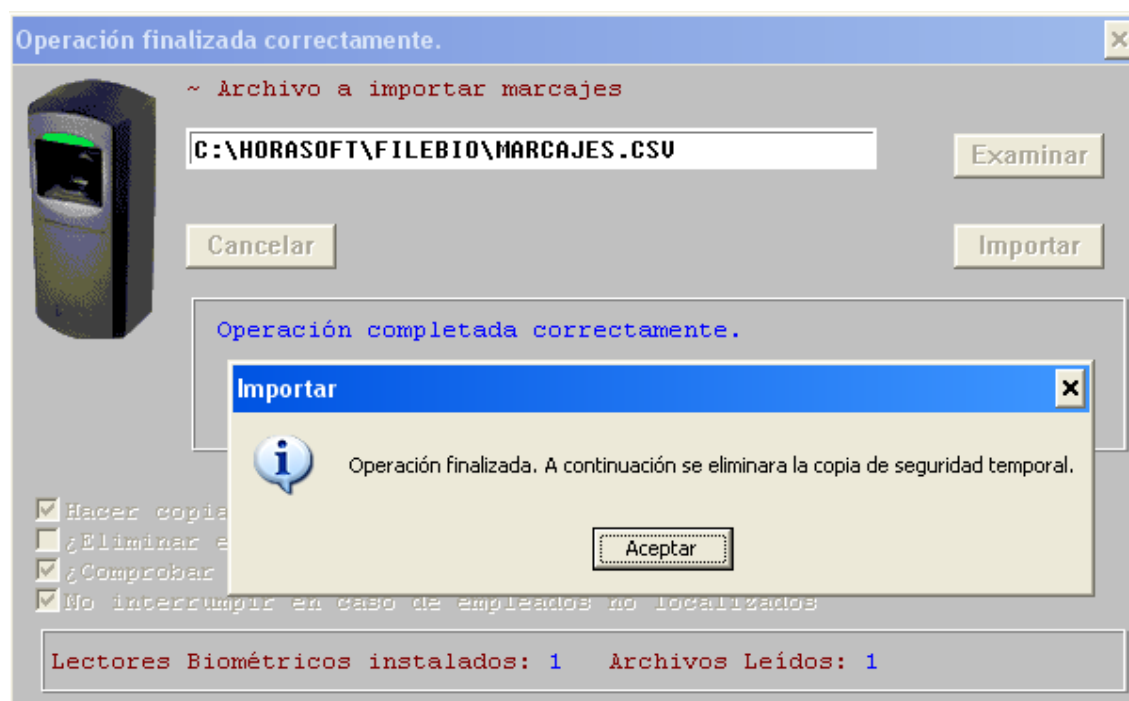 Operación finalizada correctamente.
~ Archivo a importar marcajes
C:\HORASOFT\FILEBIO\MARCAJES.CSV
Examinar
Cancelar
Importar
Operación completada correctamente.
Importar
Operación finalizada. A continuación se eliminara la copia de seguridad temporal.
Aceptar
Hacer copia
¿Eliminar e
¿Comprobar
No interrumpir en caso de empleados no localizados
Lectores Biométricos instalados: 1 Archivos Leídos: 1